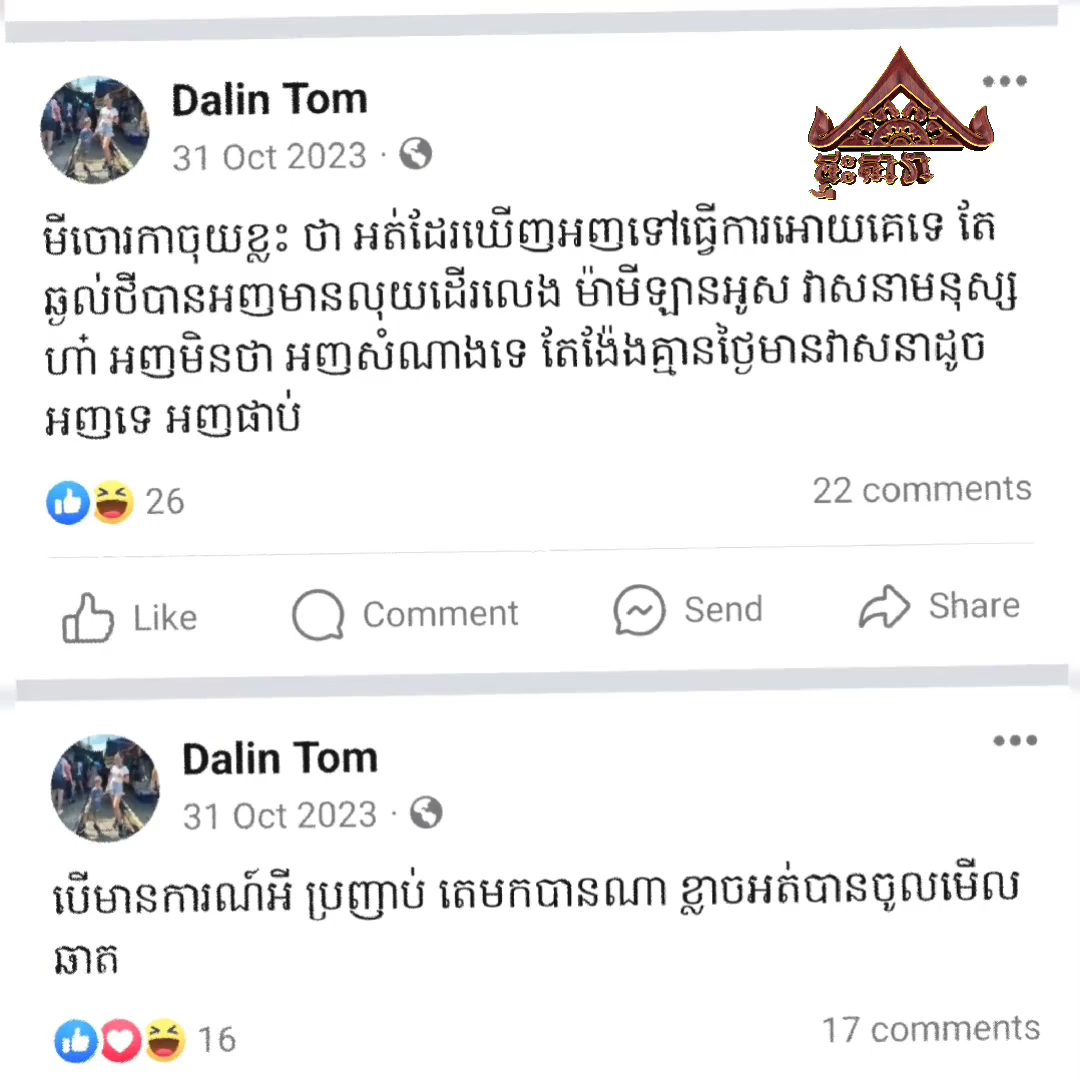 Dalin Tom
31 Oct 2023 ·
ផ្ទះតារា
មីចោរកាចុយខ្លះ ថា អត់ដែរឃើញអញទៅធ្វើការអោយគេទេ តែ
ឆ្ងល់ថីបានអញមានលុយដើរលេង ម៉ាមីឡានអូស វាសនាមនុស្ស
ហា៎ អញមិនថា អញសំណាងទេ តែង៉ែងគ្មានថ្ងៃមានវាសនាដូច
អញទេ អញផាប់
26
22 comments
Like
Comment
Send
Share
Dalin Tom
31 Oct 2023 ·
បើមានការណ៍អី ប្រញាប់ តេមកបានណា ខ្លាចអត់បានចូលមើល
ឆាត
16
17 comments